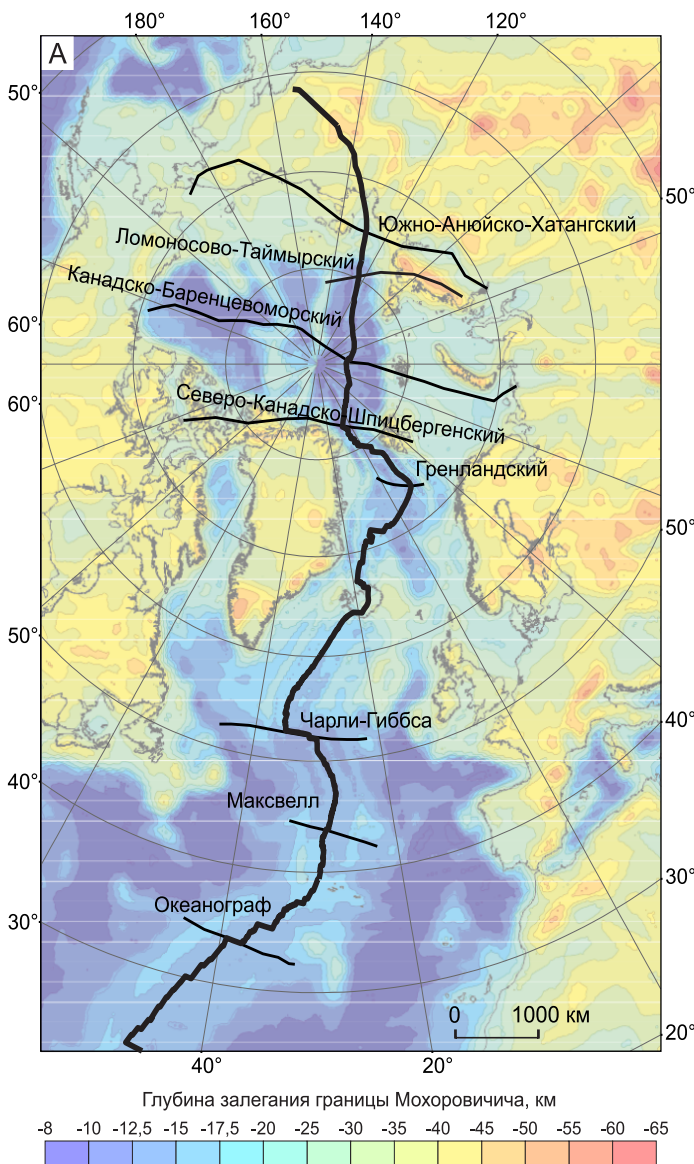 180° 160° 140° 120°
А
50°
50°
Южно-Анюйско-Хатангский
Ломоносово-Таймырский
Канадско-Баренцевоморский
60°
60°
Северо-Канадско-Шпицбергенский
Гренландский
50°
50°
40°
Чарли-Гиббса
40°
Максвелл
30°
Океанограф
30°
0 1000 км
20°
40° 20°
Глубина залегания границы Мохоровичича, км
-8 -10 -12,5 -15 -17,5 -20 -25 -30 -35 -40 -45 -50 -55 -60 -65